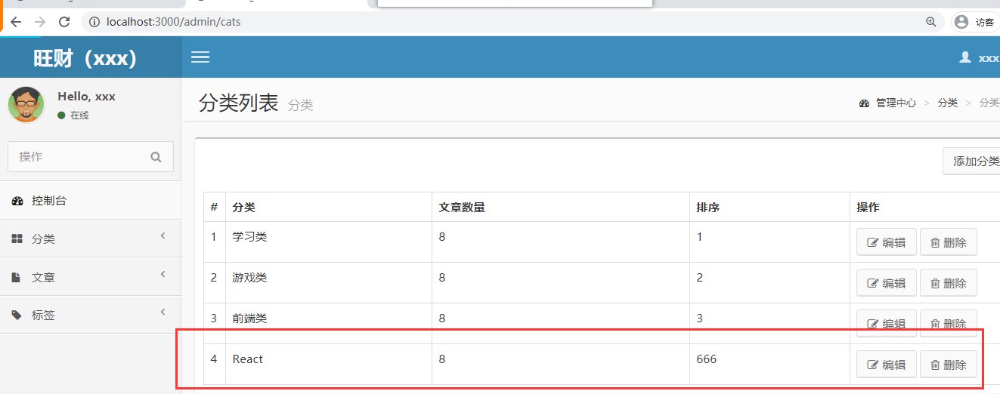 localhost:3000/admin/cats
访客
旺财（xxx）
xxx
Hello, xxx
在线
分类列表 分类
管理中心 > 分类 >
操作
添加分类
控制台
分类
文章
标签
# 分类 文章数量 排序 操作
1 学习类 8 1 编辑 删除
2 游戏类 8 2 编辑 删除
3 前端类 8 3 编辑 删除
4 React 8 666 编辑 删除